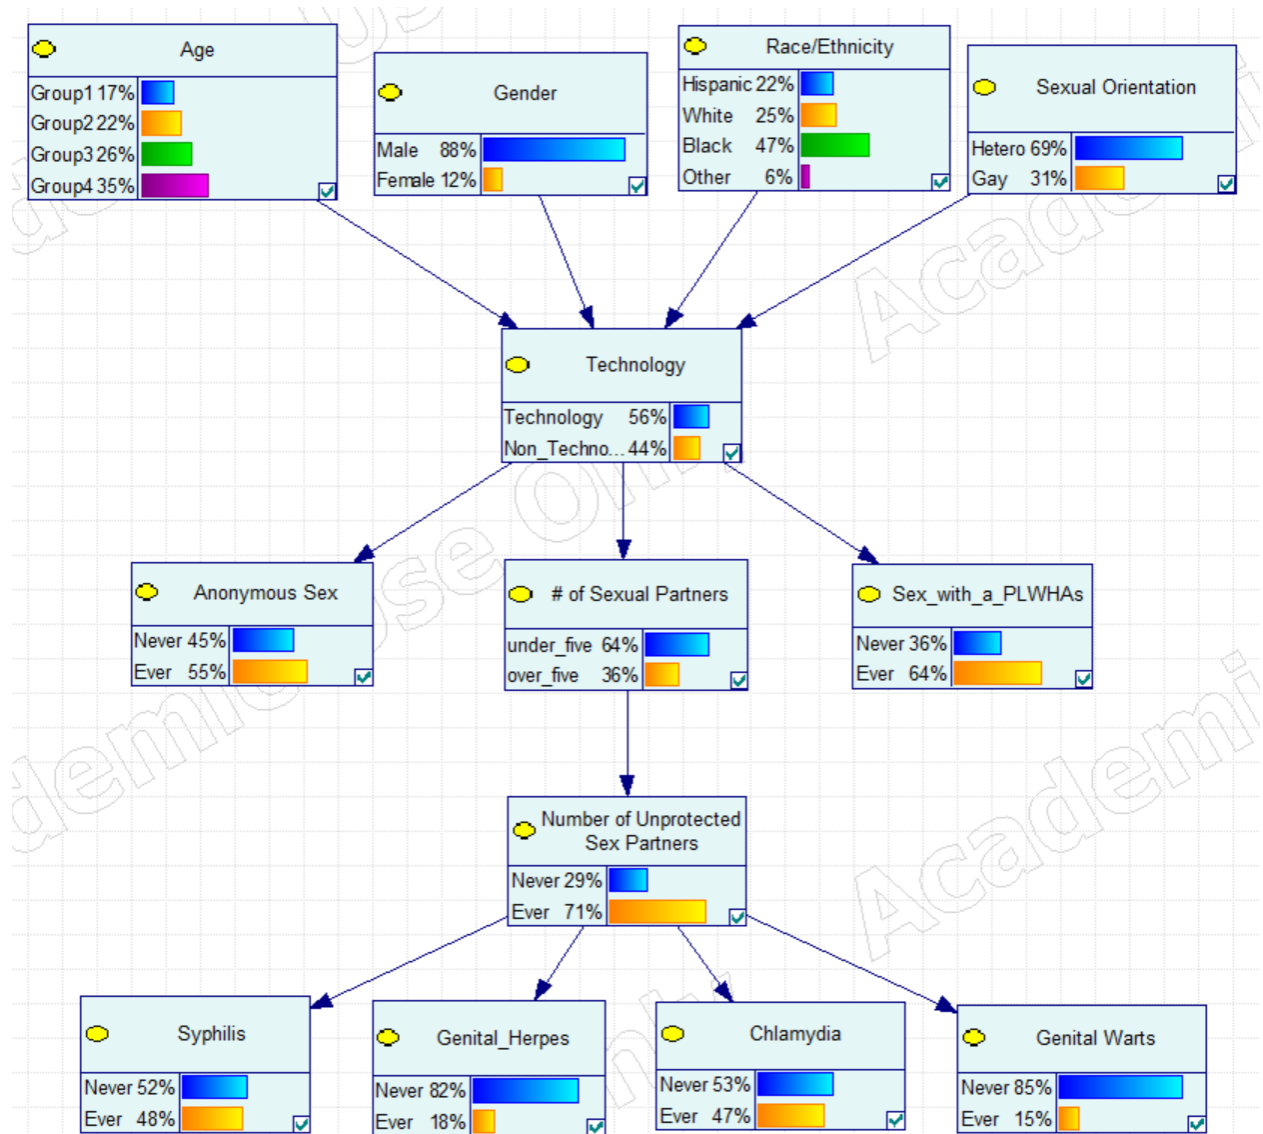 Age
Group1 17%
Group2 22%
Group3 26%
Group4 35%
Gender
Male 88%
Female 12%
Race/Ethnicity
Hispanic 22%
White 25%
Black 47%
Other 6%
Sexual Orientation
Hetero 69%
Gay 31%
Technology
Technology 56%
Non_Techno... 44%
Anonymous Sex
Never 45%
Ever 55%
# of Sexual Partners
under_five 64%
over_five 36%
Sex_with_a_PLWHAs
Never 36%
Ever 64%
Number of Unprotected
Sex Partners
Never 29%
Ever 71%
Syphilis
Never 52%
Ever 48%
Genital_Herpes
Never 82%
Ever 18%
Chlamydia
Never 53%
Ever 47%
Genital Warts
Never 85%
Ever 15%